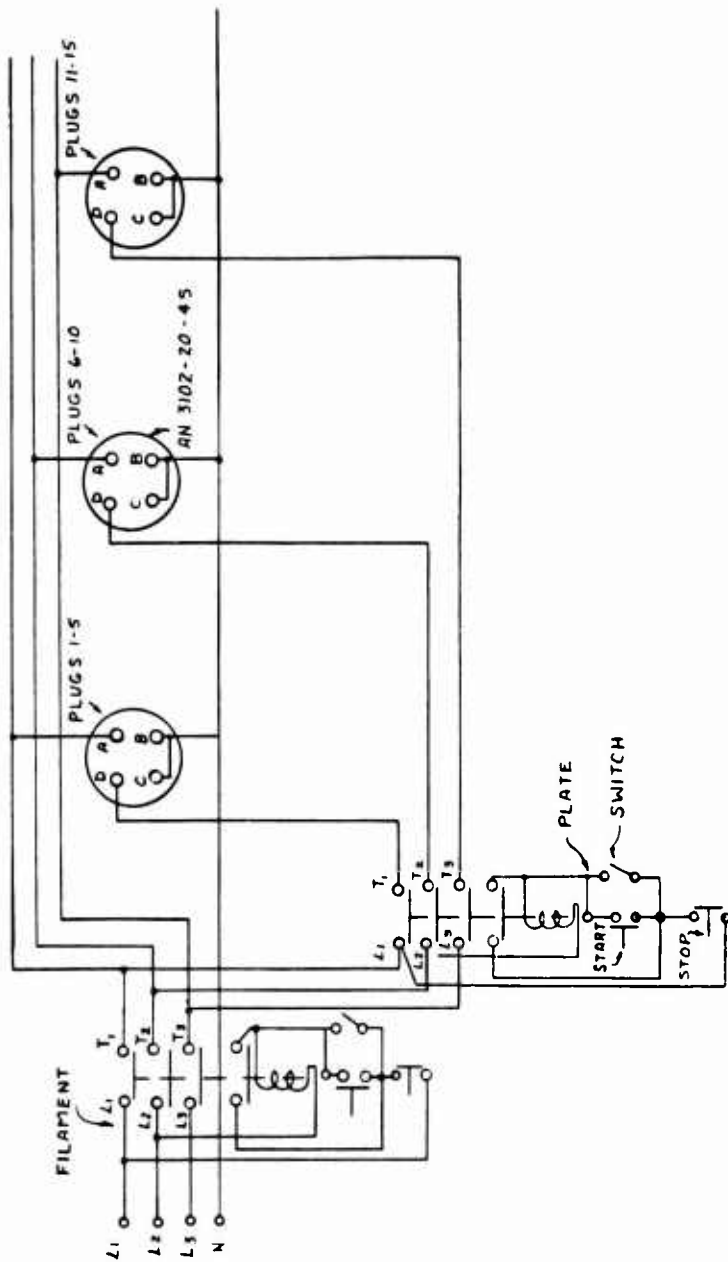 PLUGS 1-5
PLUGS 6-10
PLUGS 11-15
AN 3102-20-45
D A
C B
D A
C B
D A
C B
FILAMENT
L1 T1
L2 T2
L3 T3
L1
L2
L3
N
L1 T1
L2 T2
L3 T3
PLATE
SWITCH
START
STOP